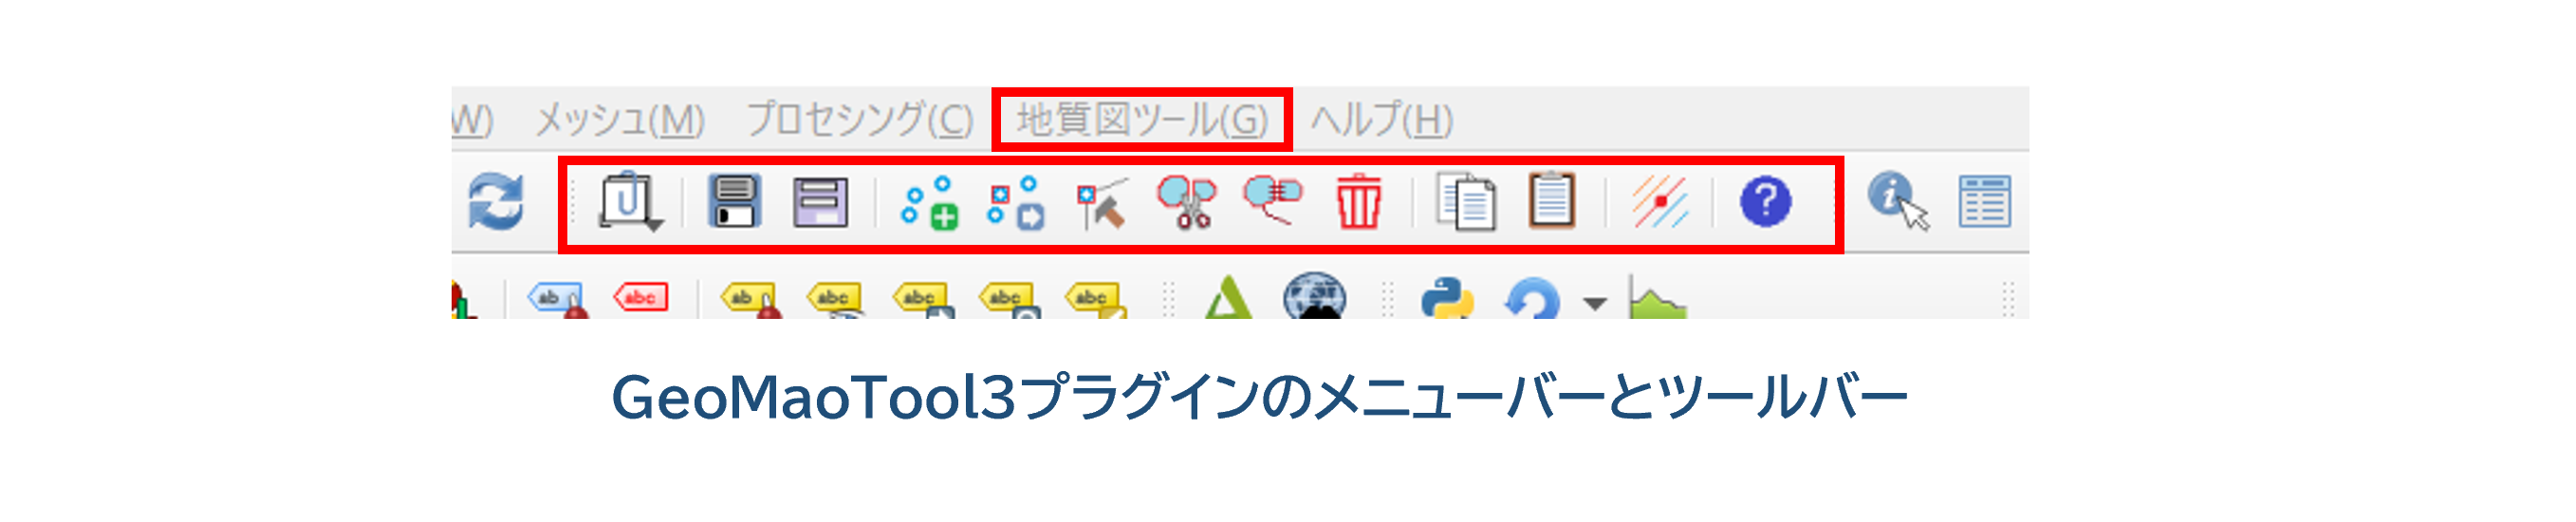 W) メッシュ(M) プロセシング(C) 地質図ツール(G) ヘルプ(H)
?
i
ab abc ab abc abc abc abc
GeoMaoTool3プラグインのメニューバーとツールバー